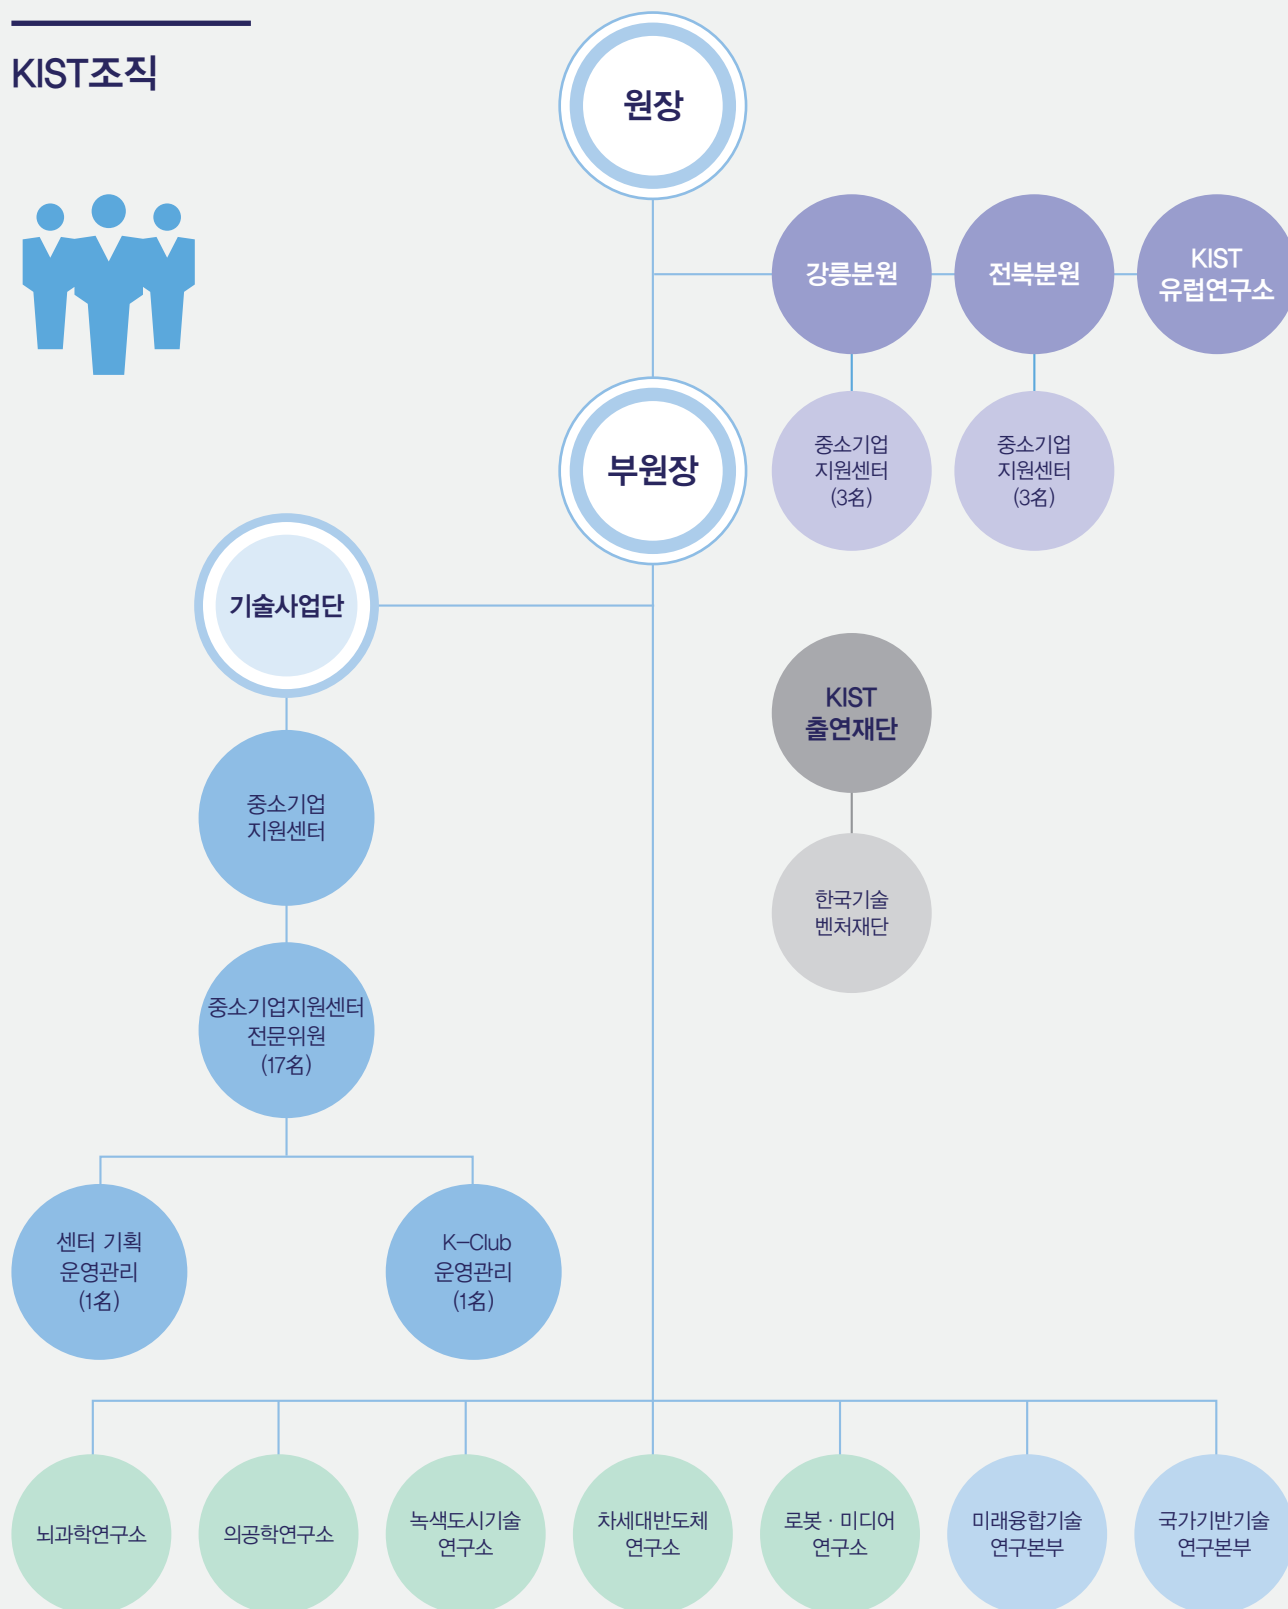 KIST조직
원장
강릉분원
전북분원
KIST
유럽연구소
부원장
중소기업
지원센터
(3名)
중소기업
지원센터
(3名)
기술사업단
KIST
출연재단
중소기업
지원센터
한국기술
벤처재단
중소기업지원센터
전문위원
(17名)
센터 기획
운영관리
(1名)
K-Club
운영관리
(1名)
뇌과학연구소
의공학연구소
녹색도시기술
연구소
차세대반도체
연구소
로봇 · 미디어
연구소
미래융합기술
연구본부
국가기반기술
연구본부